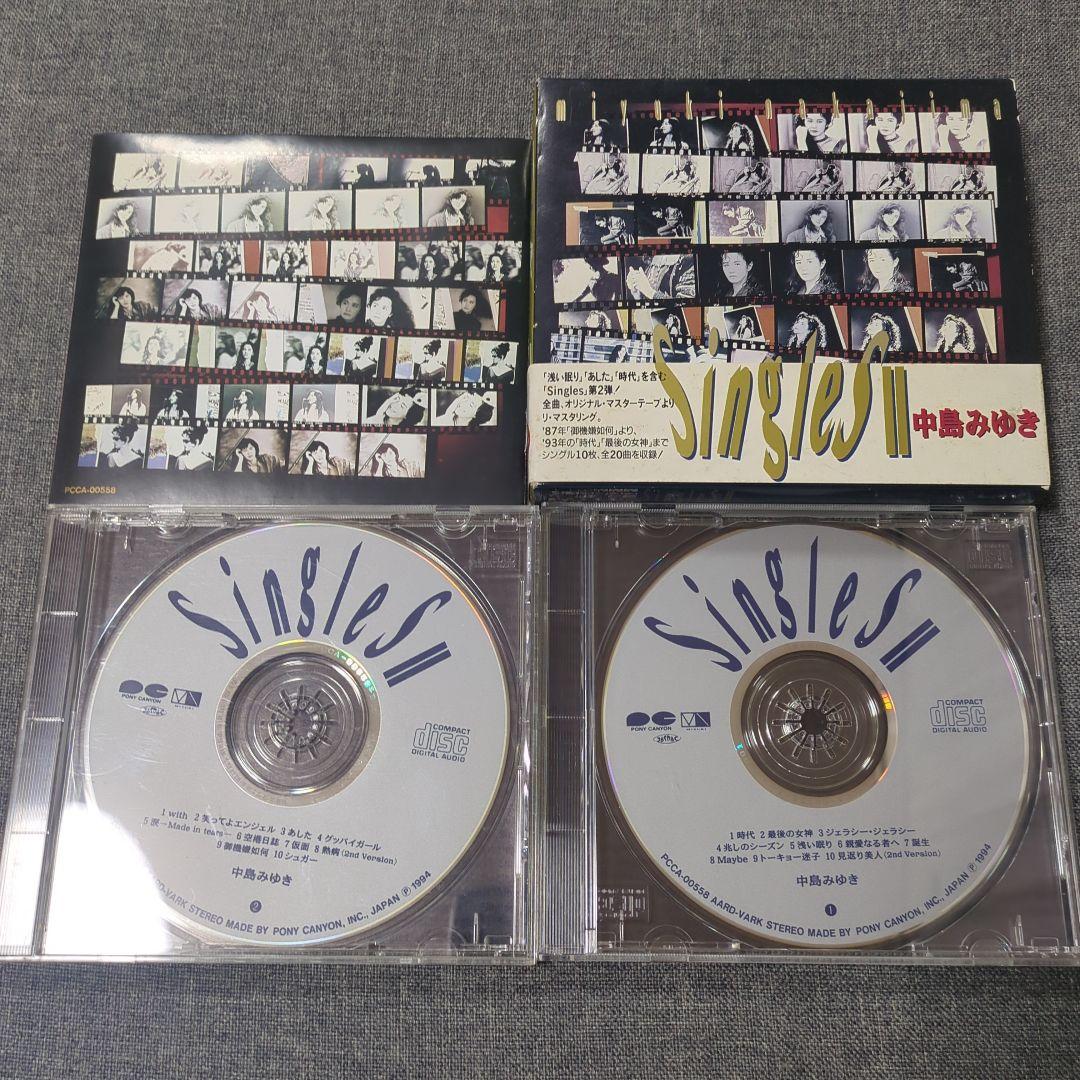 PCCA-00558
miyuki nakajima
「浅い眠り」「あした」「時代」を含む
「Singles」第2弾！
全曲、オリジナル・マスターテープより
リ・マスタリング。
'87年「御機嫌如何」より、
'93年の「時代」「最後の女神」まで
シングル10枚、全20曲を収録！
Singles II
中島みゆき
Singles II
PONY CANYON
COMPACT
disc
DIGITAL AUDIO
1 with 2 笑ってよエンジェル 3 あした 4 グッバイガール
5 涙―Made in tears― 6 空港日誌 7 仮面 8 熱病(2nd Version)
9 御機嫌如何 10 シュガー
中島みゆき
2
ARD-VARK STEREO MADE BY PONY CANYON, INC., JAPAN Ⓟ 1994
Singles II
PONY CANYON
COMPACT
disc
DIGITAL AUDIO
1 時代 2 最後の女神 3 ジェラシー・ジェラシー
4 兆しのシーズン 5 浅い眠り 6 親愛なる者へ 7 誕生
8 Maybe 9 トーキョー迷子 10 見返り美人(2nd Version)
中島みゆき
1
PCCA-00558 AARD-VARK STEREO MADE BY PONY CANYON, INC., JAPAN Ⓟ 1994